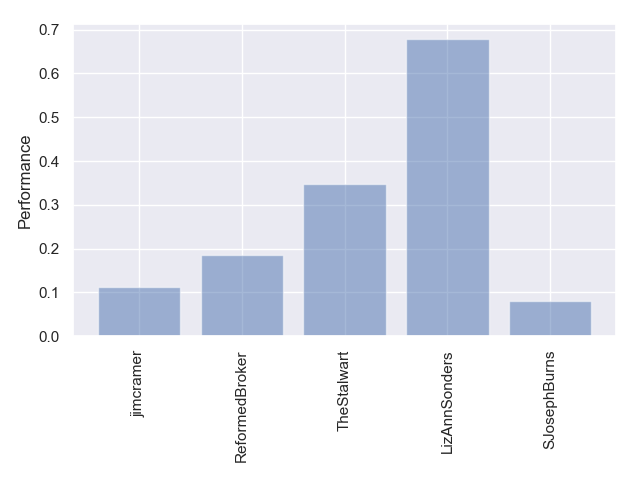 0.7
0.6
0.5
0.4
0.3
0.2
0.1
0.0
Performance
jimcramer
ReformedBroker
TheStalwart
LizAnnSonders
SJosephBurns